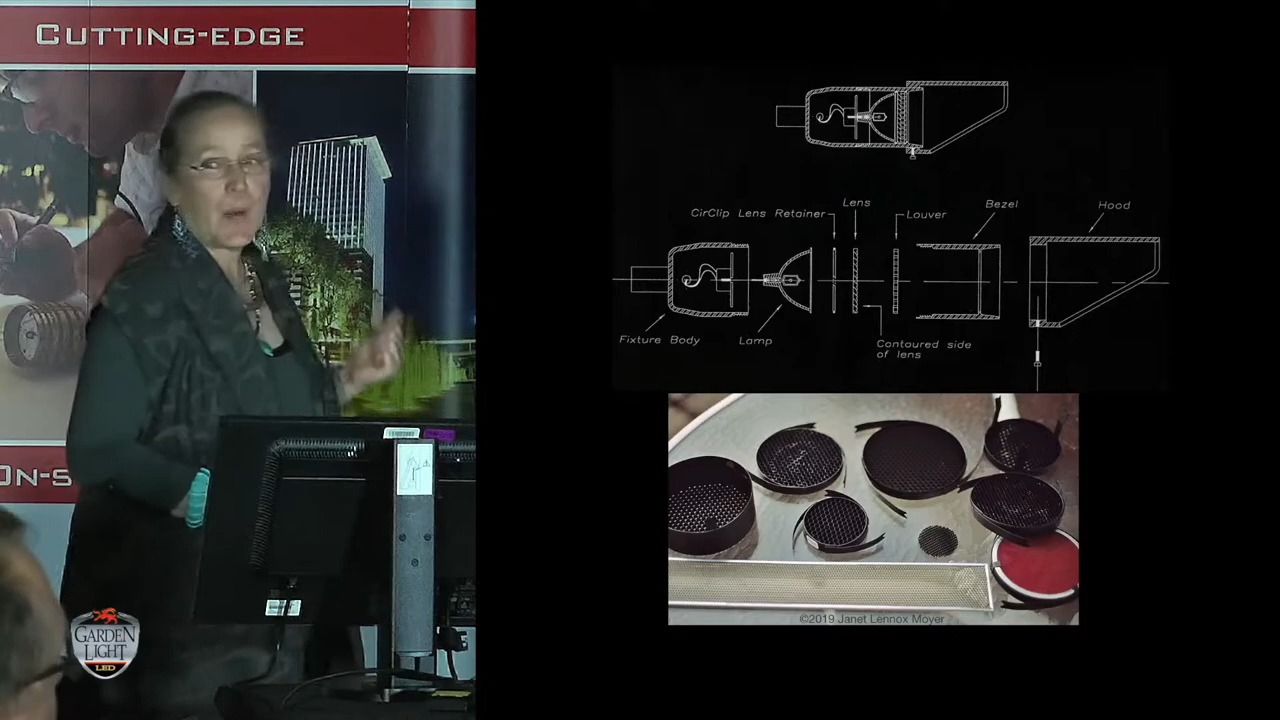 CUTTING-EDGE
ON-S
GARDEN
LIGHT
LED
CirClip Lens Retainer
Lens
Louver
Bezel
Hood
Fixture Body
Lamp
Contoured side
of lens
©2019 Janet Lennox Moyer